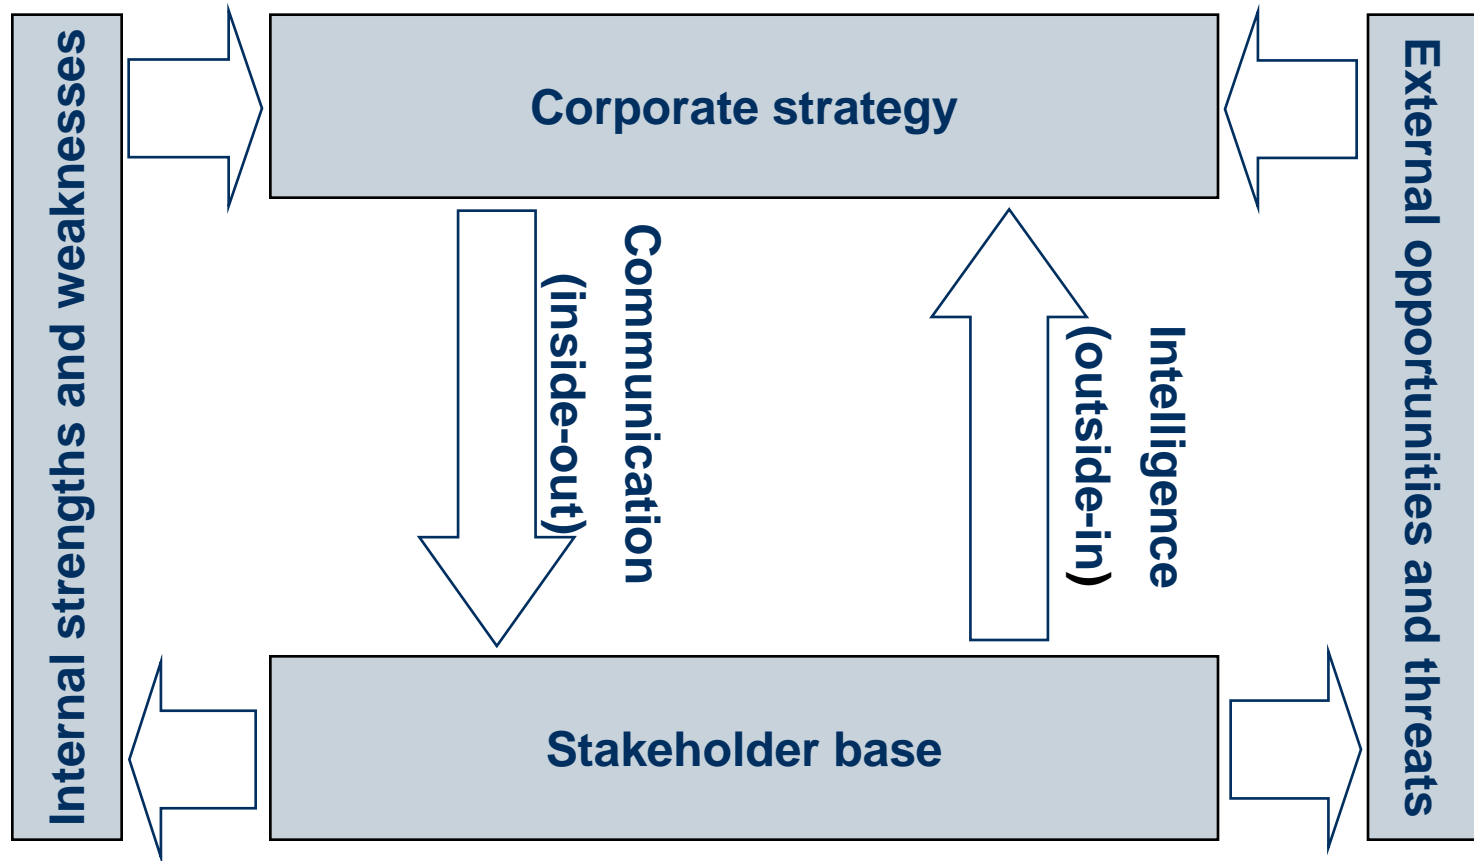 Internal strengths and weaknesses
Corporate strategy
External opportunities and threats
Communication
(inside-out)
Intelligence
(outside-in)
Stakeholder base